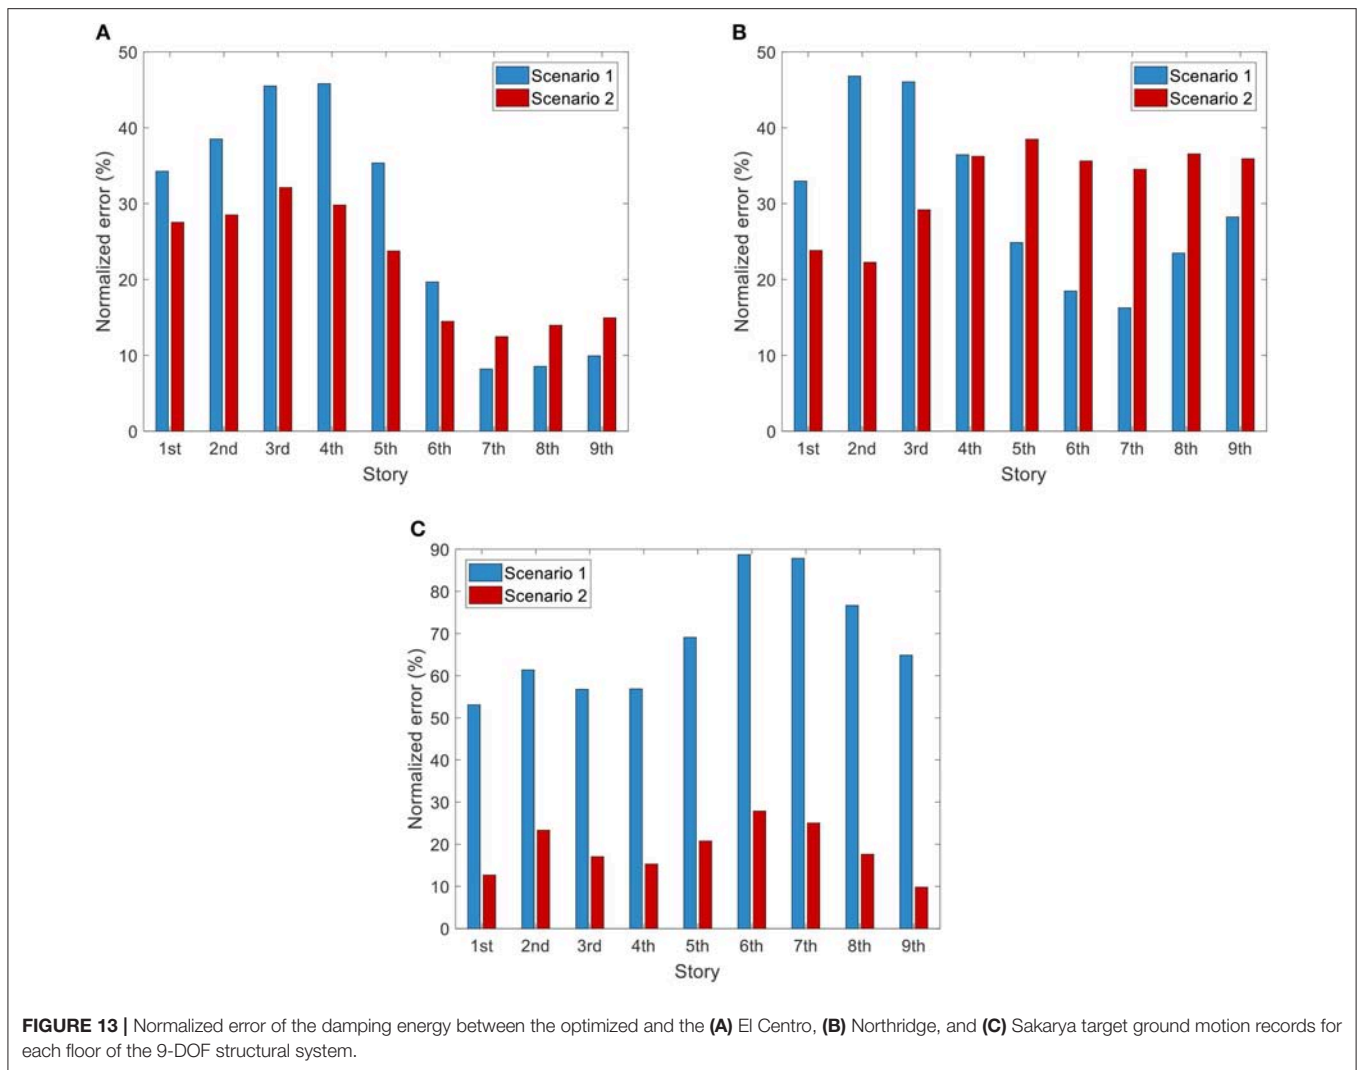 A
50
40
30
20
10
0
Normalized error (%)
Scenario 1
Scenario 2
1st 2nd 3rd 4th 5th 6th 7th 8th 9th
Story
B
50
40
30
20
10
0
Normalized error (%)
Scenario 1
Scenario 2
1st 2nd 3rd 4th 5th 6th 7th 8th 9th
Story
C
90
80
70
60
50
40
30
20
10
0
Normalized error (%)
Scenario 1
Scenario 2
1st 2nd 3rd 4th 5th 6th 7th 8th 9th
Story
FIGURE 13 | Normalized error of the damping energy between the optimized and the (A) El Centro, (B) Northridge, and (C) Sakarya target ground motion records for
each floor of the 9-DOF structural system.